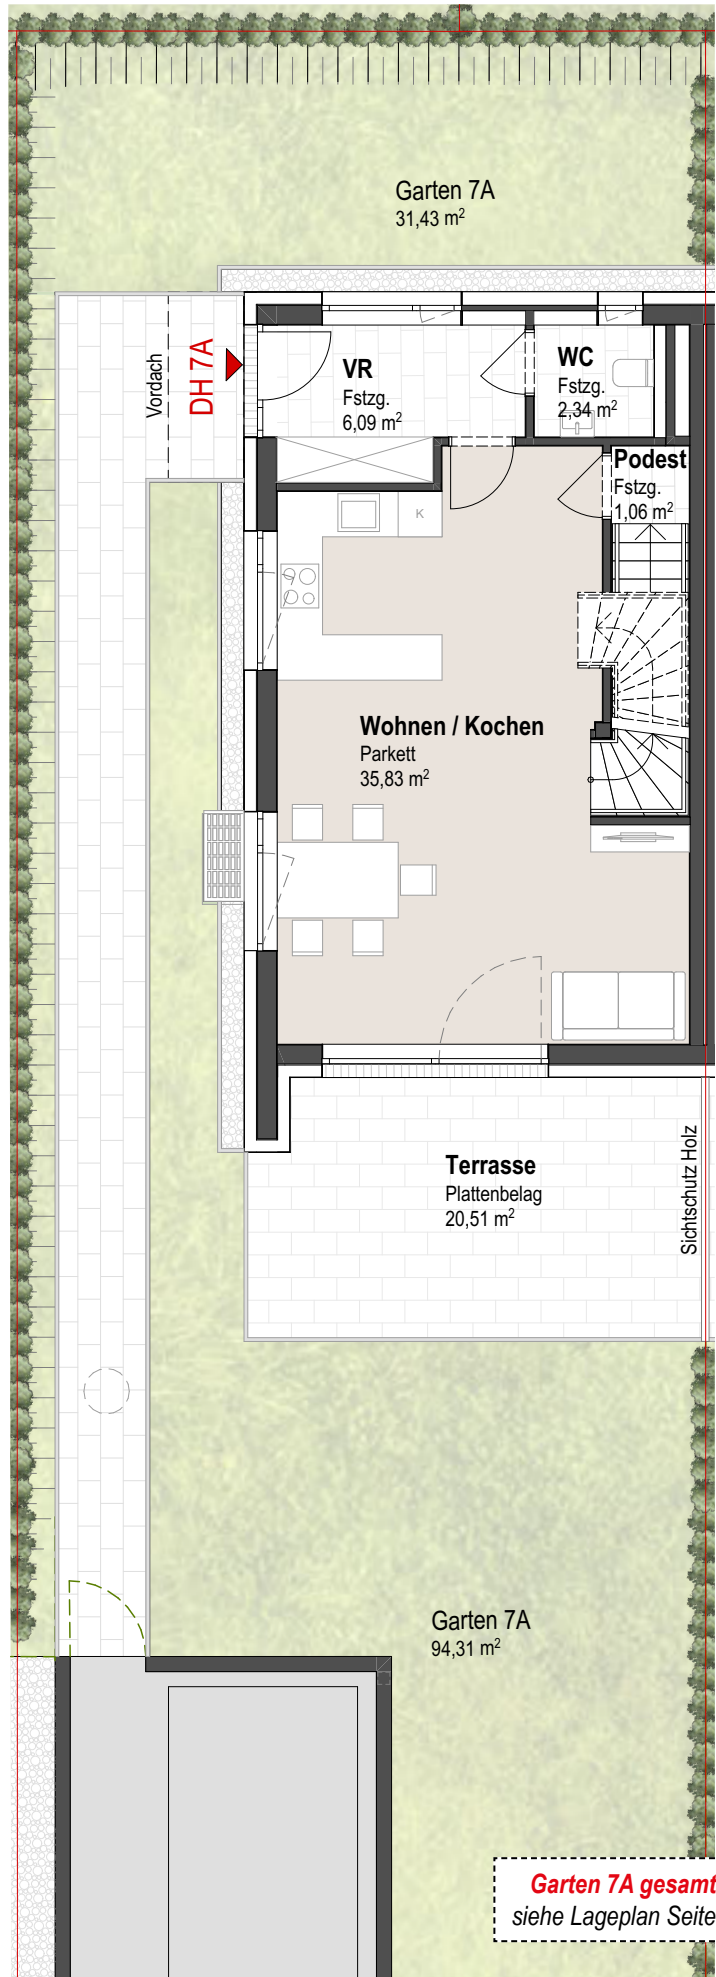 Garten 7A
31,43 m²
Vordach
DH 7A
VR
Fstzg.
6,09 m²
WC
Fstzg.
2,34 m²
Podest
Fstzg.
1,06 m²
K
Wohnen / Kochen
Parkett
35,83 m²
Terrasse
Plattenbelag
20,51 m²
Sichtschutz Holz
Garten 7A
94,31 m²
Garten 7A gesamt
siehe Lageplan Seite